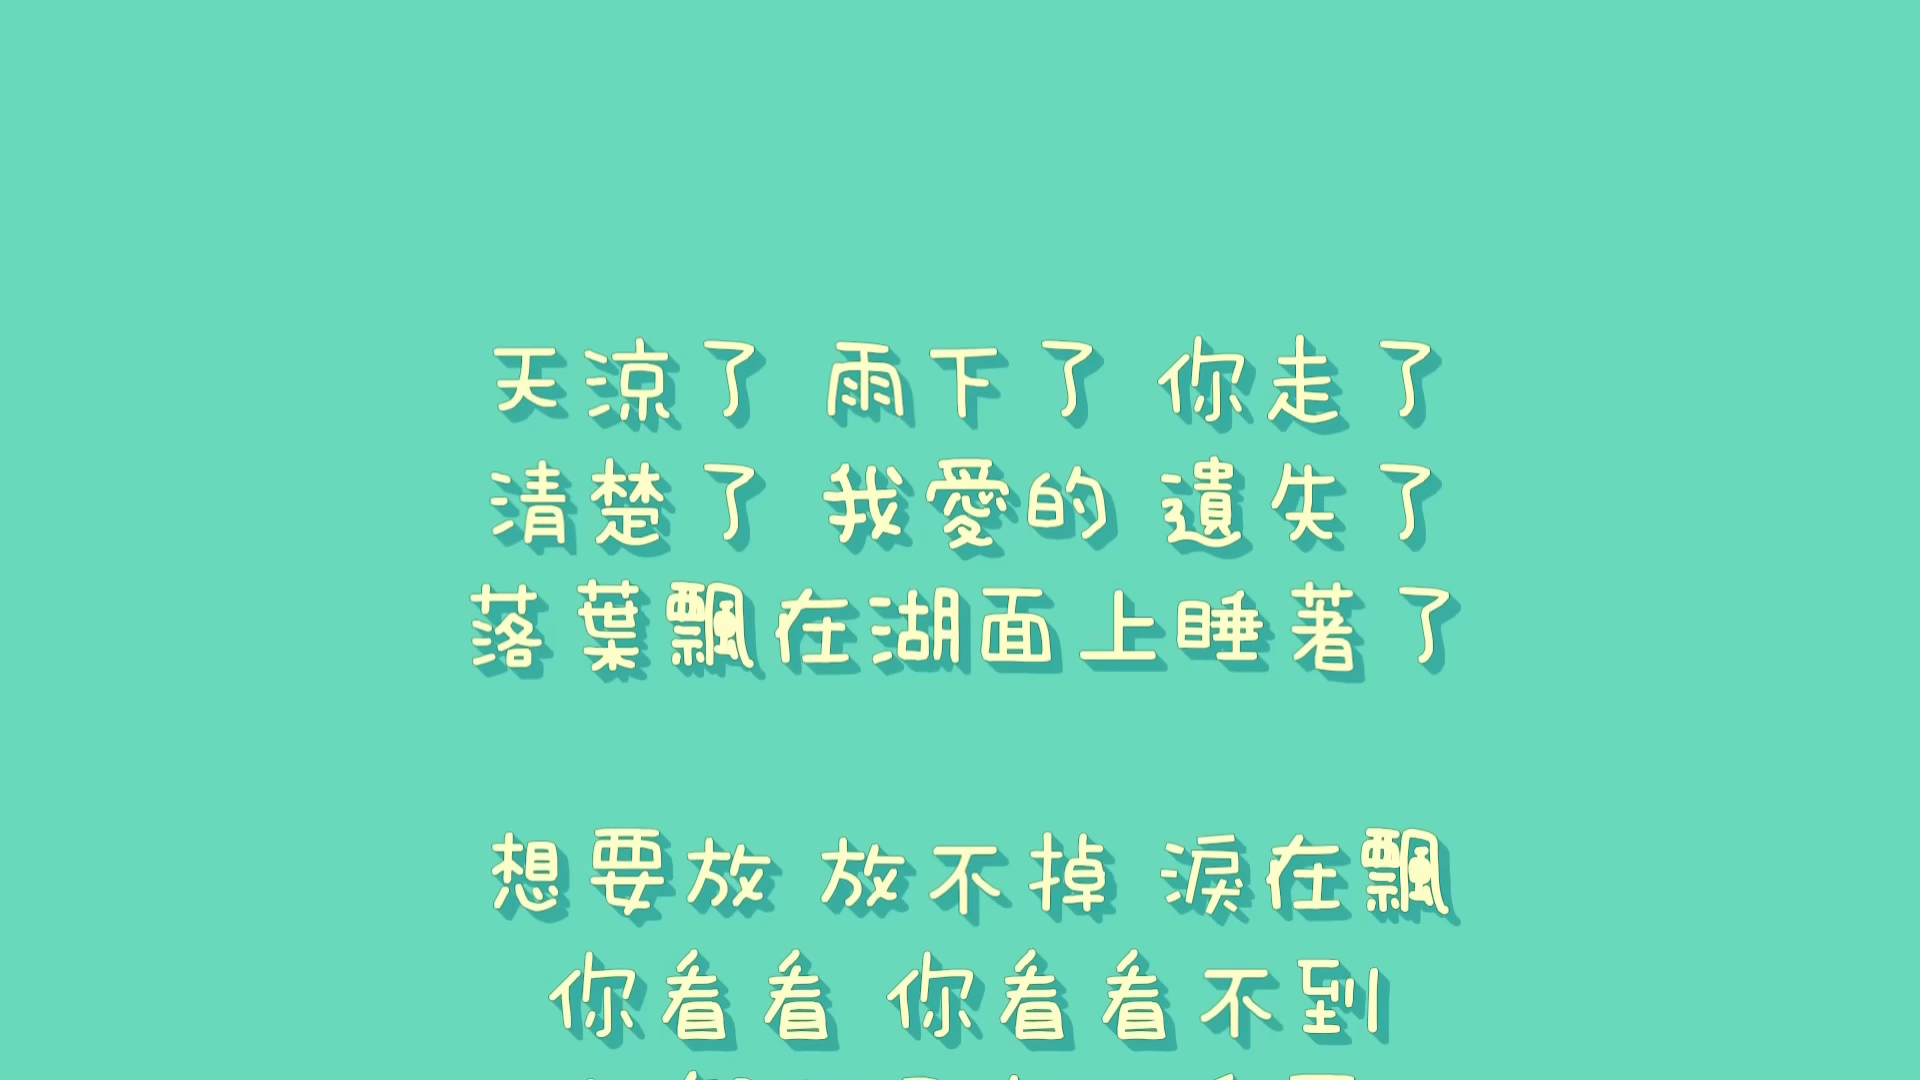 天涼了 雨下了 你走了
清楚了 我愛的 遺失了
落葉飄在湖面上睡著了
想要放 放不掉 淚在飄
你看看 你看看不到